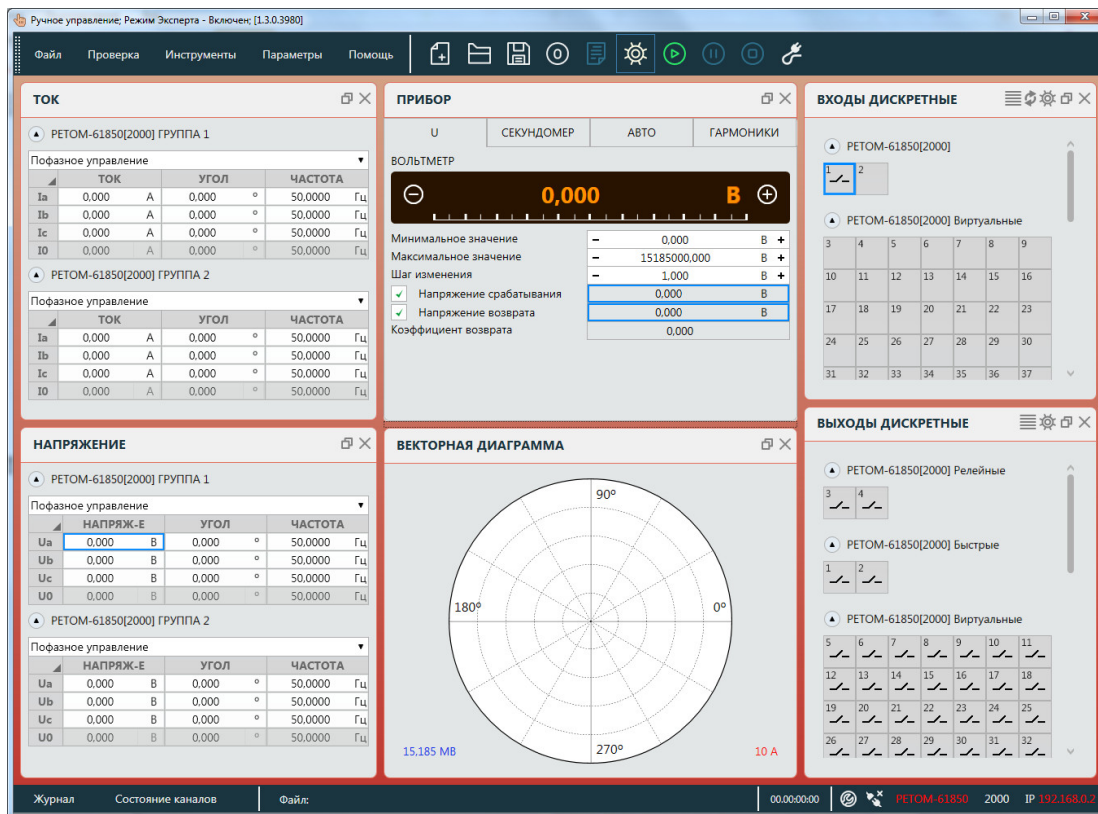 Ручное управление; Режим Эксперта - Включен; [1.3.0.3980]
Файл Проверка Инструменты Параметры Помощь
ТОК
РЕТОМ-61850[2000] ГРУППА 1
Пофазное управление
ТОК УГОЛ ЧАСТОТА
Ia 0,000 А 0,000 ° 50,0000 Гц
Ib 0,000 А 0,000 ° 50,0000 Гц
Ic 0,000 А 0,000 ° 50,0000 Гц
I0 0,000 А 0,000 ° 50,0000 Гц
РЕТОМ-61850[2000] ГРУППА 2
Пофазное управление
ТОК УГОЛ ЧАСТОТА
Ia 0,000 А 0,000 ° 50,0000 Гц
Ib 0,000 А 0,000 ° 50,0000 Гц
Ic 0,000 А 0,000 ° 50,0000 Гц
I0 0,000 А 0,000 ° 50,0000 Гц
НАПРЯЖЕНИЕ
РЕТОМ-61850[2000] ГРУППА 1
Пофазное управление
НАПРЯЖ-Е УГОЛ ЧАСТОТА
Ua 0,000 В 0,000 ° 50,0000 Гц
Ub 0,000 В 0,000 ° 50,0000 Гц
Uc 0,000 В 0,000 ° 50,0000 Гц
U0 0,000 В 0,000 ° 50,0000 Гц
РЕТОМ-61850[2000] ГРУППА 2
Пофазное управление
НАПРЯЖ-Е УГОЛ ЧАСТОТА
Ua 0,000 В 0,000 ° 50,0000 Гц
Ub 0,000 В 0,000 ° 50,0000 Гц
Uc 0,000 В 0,000 ° 50,0000 Гц
U0 0,000 В 0,000 ° 50,0000 Гц
ПРИБОР
U СЕКУНДОМЕР АВТО ГАРМОНИКИ
ВОЛЬТМЕТР
0,000 В
Минимальное значение - 0,000 В +
Максимальное значение - 15185000,000 В +
Шаг изменения - 1,000 В +
Напряжение срабатывания 0,000 В
Напряжение возврата 0,000 В
Коэффициент возврата 0,000
ВЕКТОРНАЯ ДИАГРАММА
90º
180º 0º
270º
15,185 МВ 10 А
ВХОДЫ ДИСКРЕТНЫЕ
РЕТОМ-61850[2000]
1 2
РЕТОМ-61850[2000] Виртуальные
3 4 5 6 7 8 9
10 11 12 13 14 15 16
17 18 19 20 21 22 23
24 25 26 27 28 29 30
31 32 33 34 35 36 37
ВЫХОДЫ ДИСКРЕТНЫЕ
РЕТОМ-61850[2000] Релейные
3 4
РЕТОМ-61850[2000] Быстрые
1 2
РЕТОМ-61850[2000] Виртуальные
5 6 7 8 9 10 11
12 13 14 15 16 17 18
19 20 21 22 23 24 25
26 27 28 29 30 31 32
Журнал Состояние каналов Файл: 00.00:00:00 РЕТОМ-61850 2000 IP 192.168.0.2